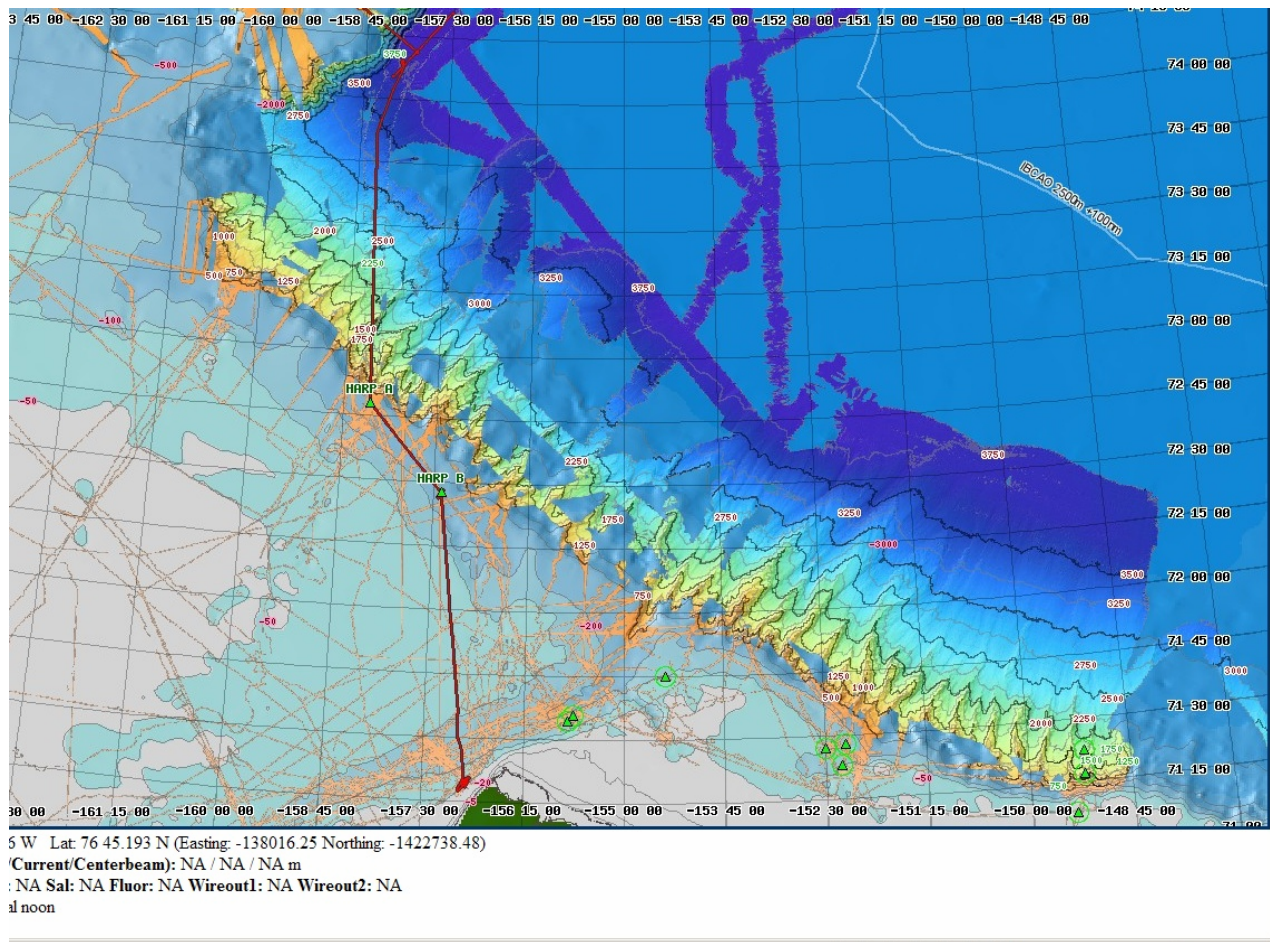 3 45 00 -162 30 00 -161 15 00 -160 00 00 -158 45 00 -157 30 00 -156 15 00 -155 00 00 -153 45 00 -152 30 00 -151 15 00 -150 00 00 -148 45 00
3750
74 00 00
-500
3500
-2000
2750
73 45 00
IBCAO 2500m +100nm
73 30 00
1000
2000
2500
73 15 00
2250
500
750
1250
3250
3750
3000
-100
73 00 00
1500
1750
72 45 00
HARP A
-50
72 30 00
3750
2250
HARP B
72 15 00
1750
2750
3250
1250
-3000
72 00 00
3500
750
3250
-50
-200
71 45 00
2750
3000
1250
1000
500
2500
71 30 00
2000
2250
1750
1500
1250
71 15 00
-50
750
-20
-5
30 00 -161 15 00 -160 00 00 -158 45 00 -157 30 00 -156 15 00 -155 00 00 -153 45 00 -152 30 00 -151 15 00 -150 00 00 -148 45 00
71 00
6 W Lat: 76 45.193 N (Easting: -138016.25 Northing: -1422738.48)
/Current/Centerbeam): NA / NA / NA m
: NA Sal: NA Fluor: NA Wireout1: NA Wireout2: NA
al noon